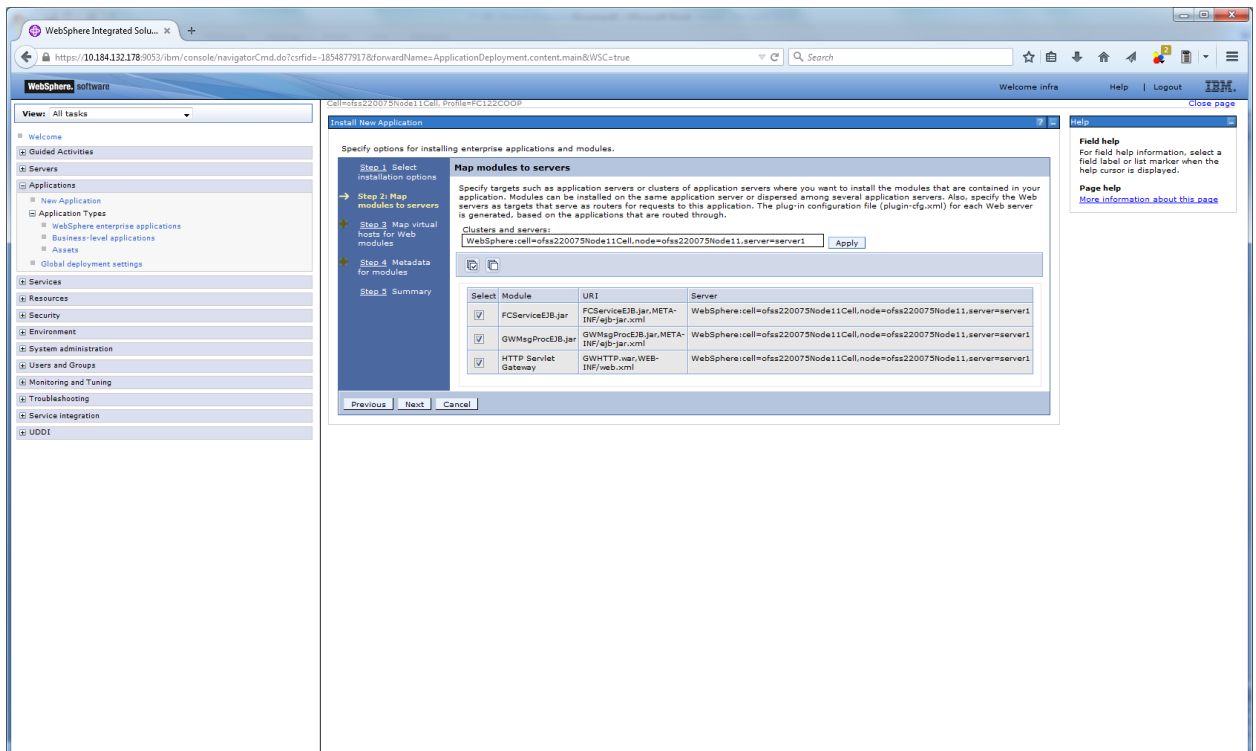 WebSphere Integrated Solu... × +
https://10.184.132.178:9053/ibm/console/navigatorCmd.do?csrfid=-1854877917&forwardName=ApplicationDeployment.content.main&WSC=true
Search
2
WebSphere. software
Welcome infra
Help | Logout
IBM.
View: All tasks
Welcome
Guided Activities
Servers
Applications
New Application
Application Types
WebSphere enterprise applications
Business-level applications
Assets
Global deployment settings
Services
Resources
Security
Environment
System administration
Users and Groups
Monitoring and Tuning
Troubleshooting
Service integration
UDDI
Cell=ofss220075Node11Cell, Profile=FC122COOP
Close page
Install New Application
? –
Specify options for installing enterprise applications and modules.
Step 1 Select
installation options
Step 2: Map
modules to servers
Step 3 Map virtual
hosts for Web
modules
Step 4 Metadata
for modules
Step 5 Summary
Map modules to servers
Specify targets such as application servers or clusters of application servers where you want to install the modules that are contained in your
application. Modules can be installed on the same application server or dispersed among several application servers. Also, specify the Web
servers as targets that serve as routers for requests to this application. The plug-in configuration file (plugin-cfg.xml) for each Web server
is generated, based on the applications that are routed through.
Clusters and servers:
WebSphere:cell=ofss220075Node11Cell,node=ofss220075Node11,server=server1
Apply
Select Module URI Server
FCServiceEJB.jar FCServiceEJB.jar,META- WebSphere:cell=ofss220075Node11Cell,node=ofss220075Node11,server=server1
INF/ejb-jar.xml
GWMsgProcEJB.jar GWMsgProcEJB.jar,META- WebSphere:cell=ofss220075Node11Cell,node=ofss220075Node11,server=server1
INF/ejb-jar.xml
HTTP Servlet GWHTTP.war,WEB- WebSphere:cell=ofss220075Node11Cell,node=ofss220075Node11,server=server1
Gateway INF/web.xml
Previous Next Cancel
Help
Field help
For field help information, select a
field label or list marker when the
help cursor is displayed.
Page help
More information about this page